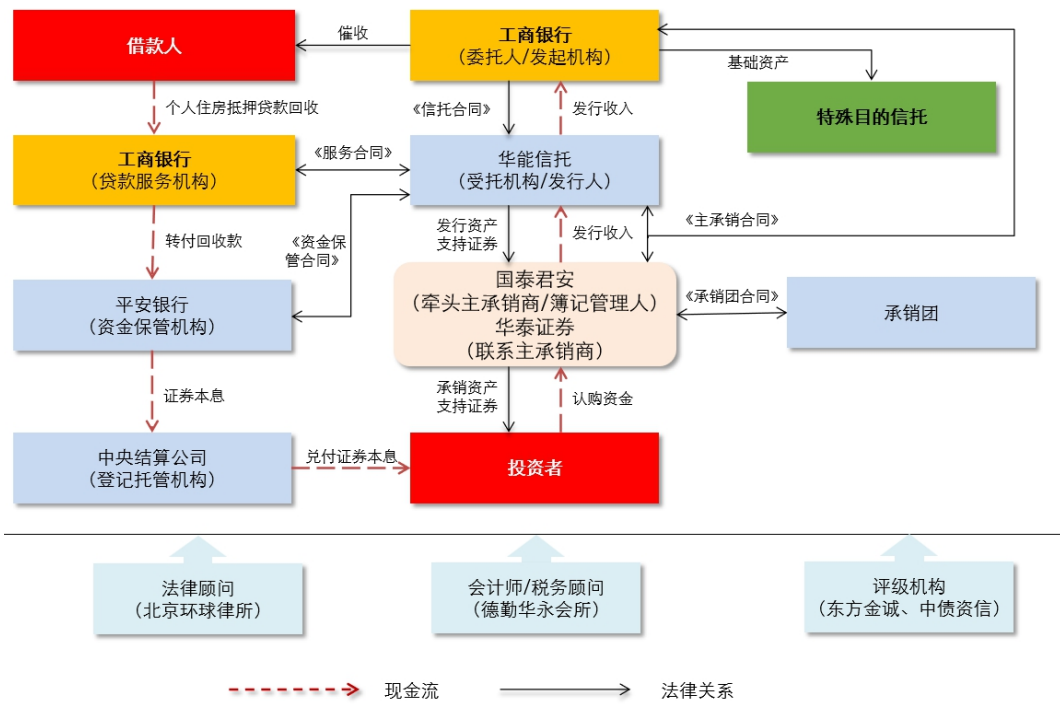 借款人
催收
工商银行
（委托人/发起机构）
基础资产
特殊目的信托
个人住房抵押贷款回收
《信托合同》
发行收入
工商银行
（贷款服务机构）
《服务合同》
华能信托
（受托机构/发行人）
转付回收款
《资金保
管合同》
发行资产
支持证券
发行收入
《主承销合同》
平安银行
（资金保管机构）
国泰君安
（牵头主承销商/簿记管理人）
华泰证券
（联系主承销商）
《承销团合同》
承销团
证券本息
承销资产
支持证券
认购资金
中央结算公司
（登记托管机构）
兑付证券本息
投资者
法律顾问
（北京环球律所）
会计师/税务顾问
（德勤华永会所）
评级机构
（东方金诚、中债资信）
现金流
法律关系